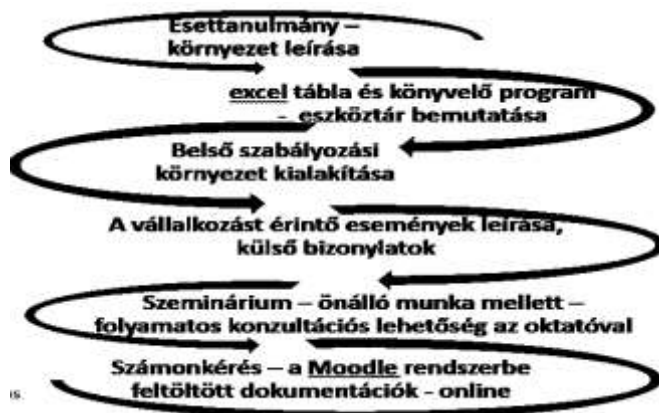 Esettanulmány –
környezet leírása
excel tábla és könyvelő program
- eszköztár bemutatása
Belső szabályozási
környezet kialakítása
A vállalkozást érintő események leírása,
külső bizonylatok
Szeminárium – önálló munka mellett –
folyamatos konzultációs lehetőség az oktatóval
Számonkérés – a Moodle rendszerbe
feltöltött dokumentációk - online